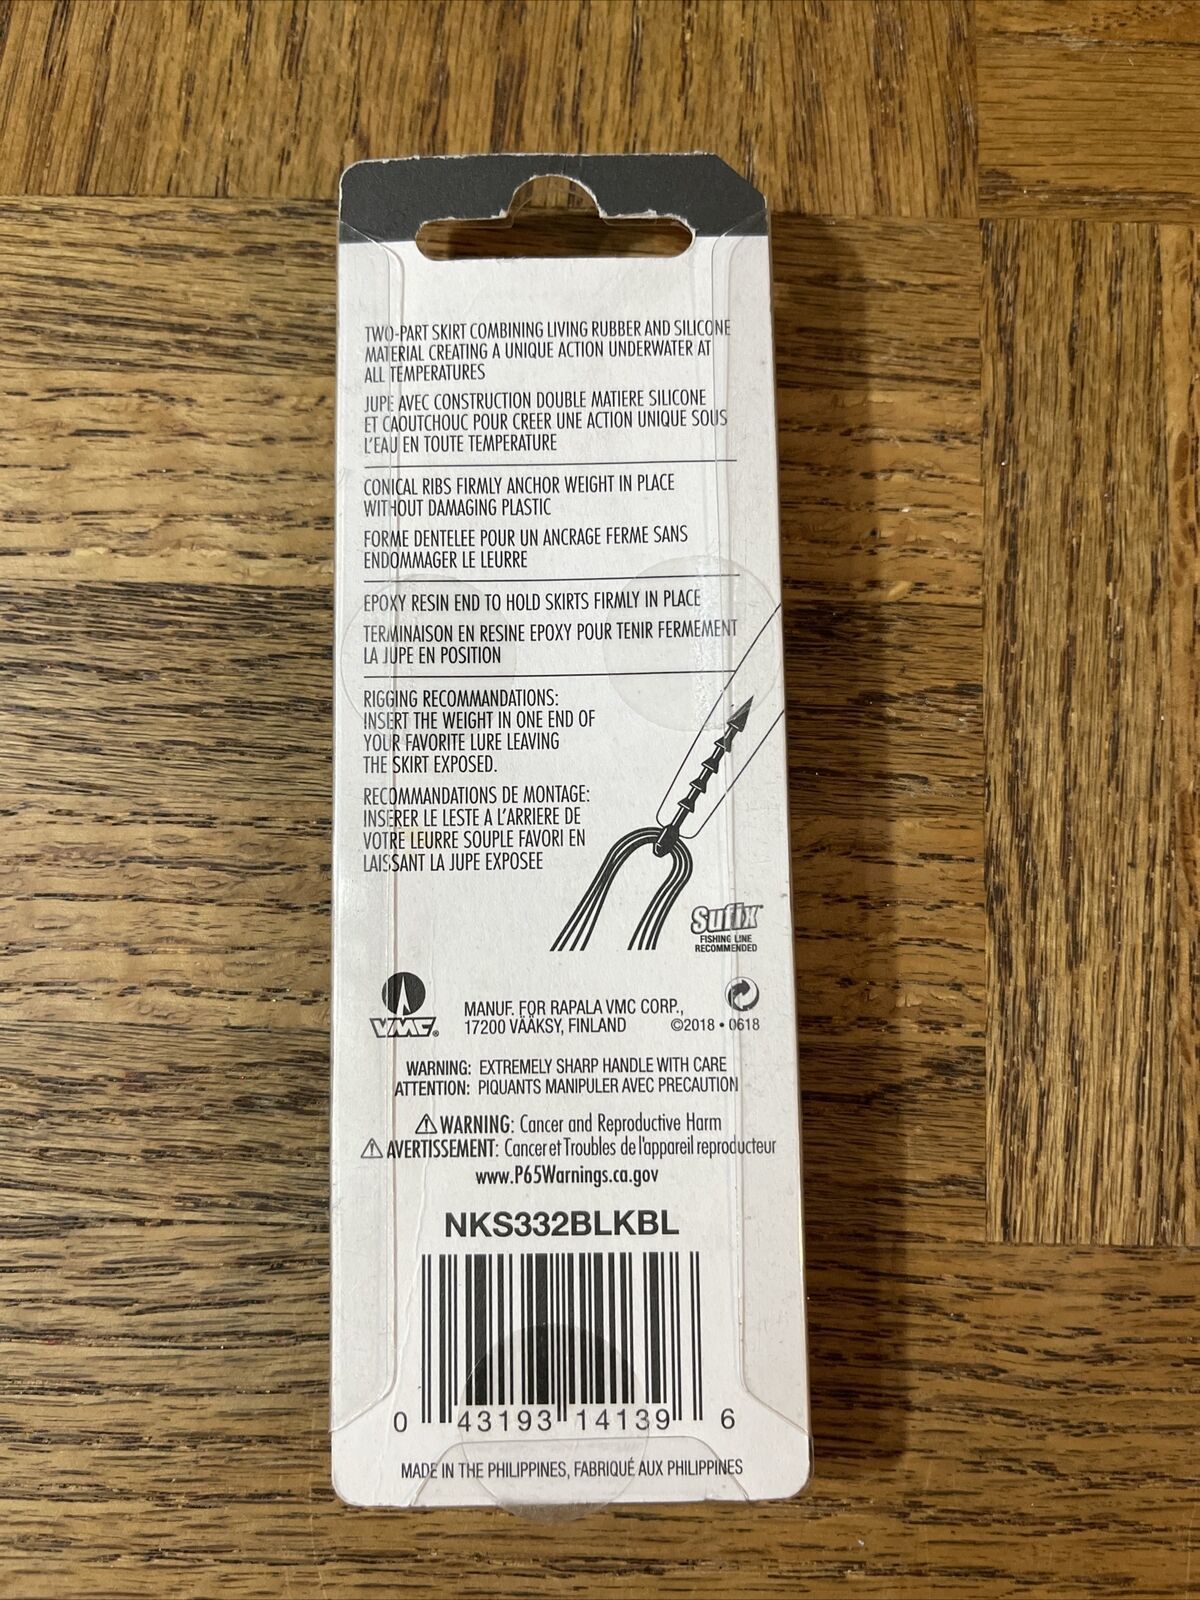 TWO-PART SKIRT COMBINING LIVING RUBBER AND SILICONE
MATERIAL CREATING A UNIQUE ACTION UNDERWATER AT
ALL TEMPERATURES
JUPE AVEC CONSTRUCTION DOUBLE MATIERE SILICONE
ET CAOUTCHOUC POUR CREER UNE ACTION UNIQUE SOUS
L'EAU EN TOUTE TEMPERATURE
CONICAL RIBS FIRMLY ANCHOR WEIGHT IN PLACE
WITHOUT DAMAGING PLASTIC
FORME DENTELEE POUR UN ANCRAGE FERME SANS
ENDOMMAGER LE LEURRE
EPOXY RESIN END TO HOLD SKIRTS FIRMLY IN PLACE
TERMINAISON EN RESINE EPOXY POUR TENIR FERMEMENT
LA JUPE EN POSITION
RIGGING RECOMMANDATIONS:
INSERT THE WEIGHT IN ONE END OF
YOUR FAVORITE LURE LEAVING
THE SKIRT EXPOSED.
RECOMMANDATIONS DE MONTAGE:
INSERER LE LESTE A L'ARRIERE DE
VOTRE LEURRE SOUPLE FAVORI EN
LAISSANT LA JUPE EXPOSEE
Sufix™
FISHING LINE
RECOMMENDED
VMC®
MANUF. FOR RAPALA VMC CORP.,
17200 VÄÄKSY, FINLAND ©2018 • 0618
WARNING: EXTREMELY SHARP HANDLE WITH CARE
ATTENTION: PIQUANTS MANIPULER AVEC PRECAUTION
⚠ WARNING: Cancer and Reproductive Harm
⚠ AVERTISSEMENT: Cancer et Troubles de l'appareil reproducteur
www.P65Warnings.ca.gov
NKS332BLKBL
0 43193 14139 6
MADE IN THE PHILIPPINES, FABRIQUÉ AUX PHILIPPINES